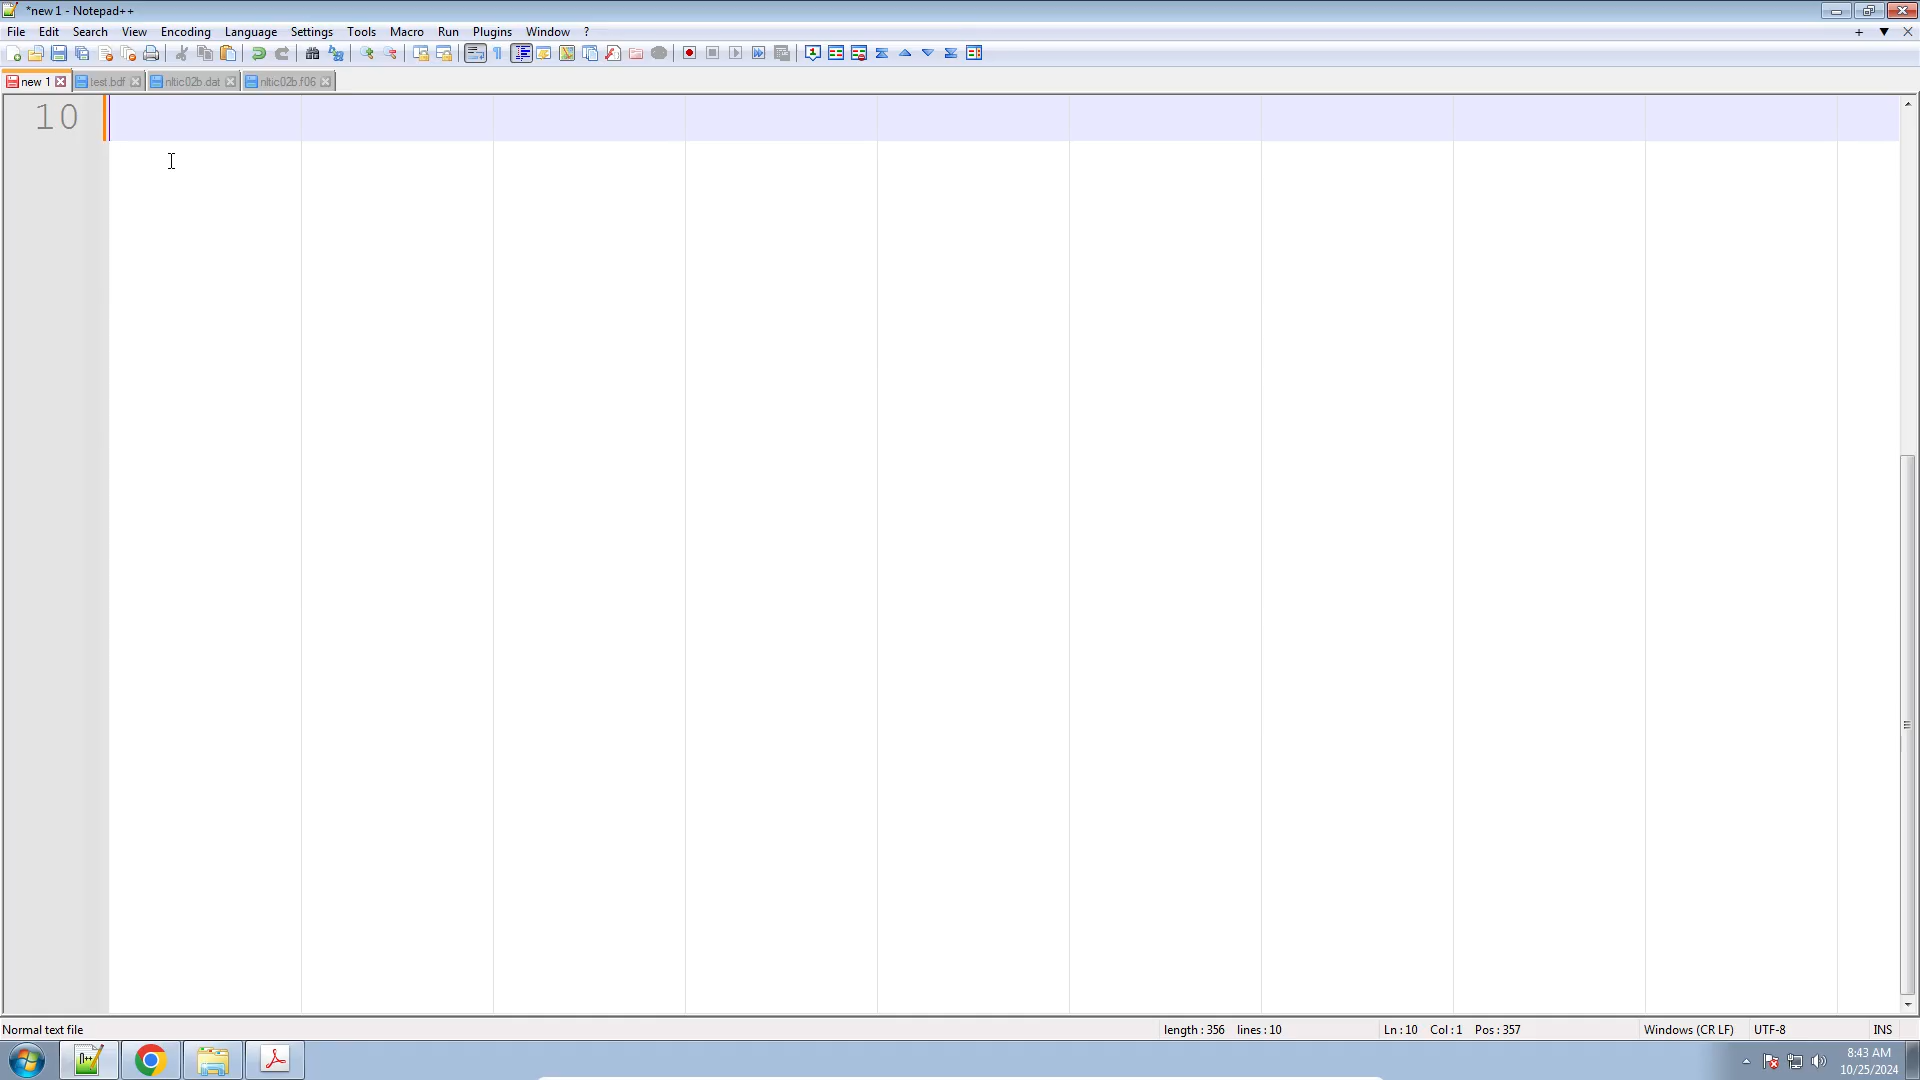 *new 1 - Notepad++
File Edit Search View Encoding Language Settings Tools Macro Run Plugins Window ?
new 1 test.bdf nltic02b.dat nltic02b.f06
10
Normal text file length : 356 lines : 10 Ln : 10 Col : 1 Pos : 357 Windows (CR LF) UTF-8 INS
8:43 AM
10/25/2024